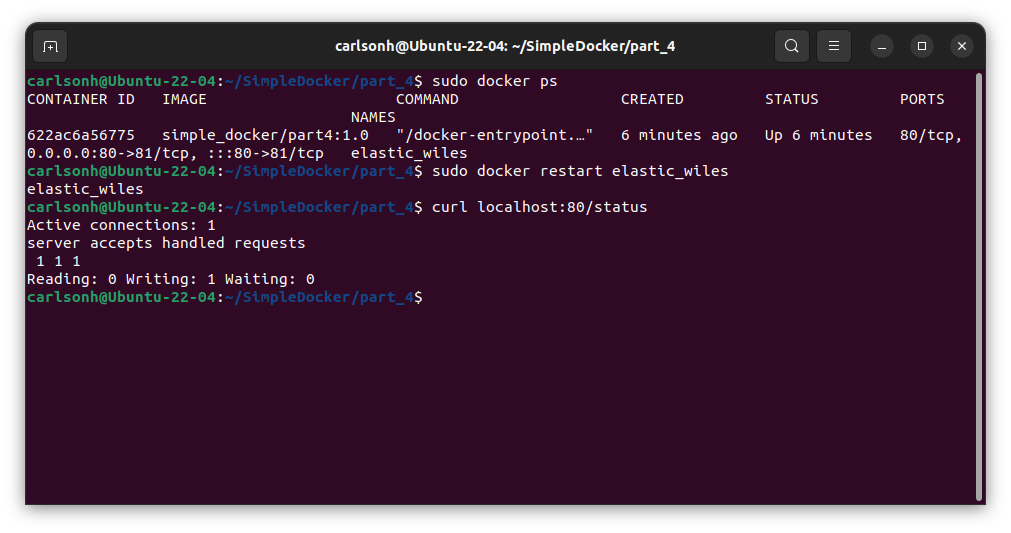 carlsonh@Ubuntu-22-04: ~/SimpleDocker/part_4
carlsonh@Ubuntu-22-04:~/SimpleDocker/part_4$ sudo docker ps
CONTAINER ID   IMAGE                     COMMAND                  CREATED         STATUS         PORTS
                                    NAMES
622ac6a56775   simple_docker/part4:1.0   "/docker-entrypoint.…"   6 minutes ago   Up 6 minutes   80/tcp,
0.0.0.0:80->81/tcp, :::80->81/tcp   elastic_wiles
carlsonh@Ubuntu-22-04:~/SimpleDocker/part_4$ sudo docker restart elastic_wiles
elastic_wiles
carlsonh@Ubuntu-22-04:~/SimpleDocker/part_4$ curl localhost:80/status
Active connections: 1
server accepts handled requests
 1 1 1
Reading: 0 Writing: 1 Waiting: 0
carlsonh@Ubuntu-22-04:~/SimpleDocker/part_4$